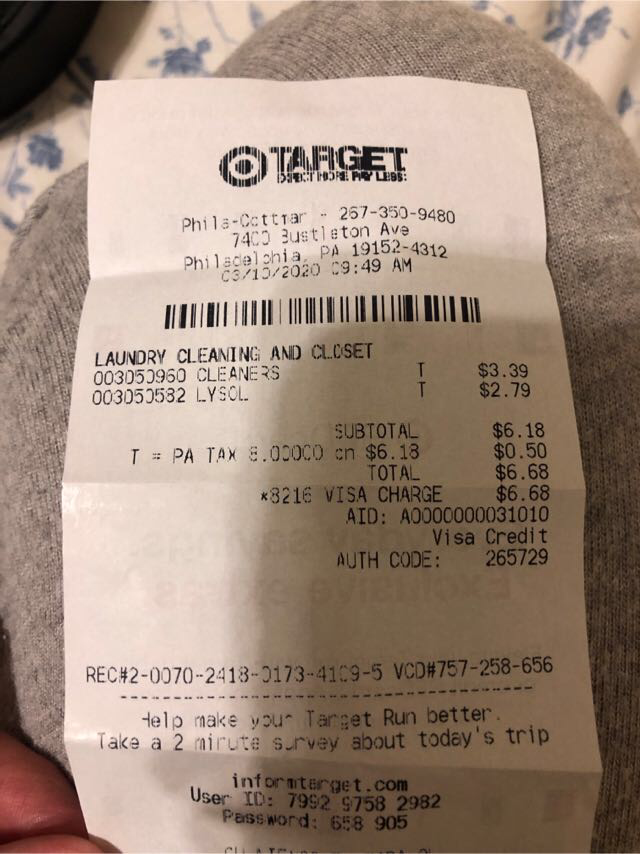 TARGET
EXPECT MORE PAY LESS®
Phila-Cottman - 267-350-9480
7400 Bustleton Ave
Philadelphia, PA 19152-4312
03/10/2020 09:49 AM
LAUNDRY CLEANING AND CLOSET
003050960 CLEANERS T $3.39
003050582 LYSOL T $2.79
SUBTOTAL $6.18
T = PA TAX 8.00000 on $6.18 $0.50
TOTAL $6.68
*8216 VISA CHARGE $6.68
AID: A0000000031010
Visa Credit
AUTH CODE: 265729
REC#2-0070-2418-0173-4109-5 VCD#757-258-656
Help make your Target Run better.
Take a 2 minute survey about today's trip
informtarget.com
User ID: 7992 9758 2982
Password: 658 905